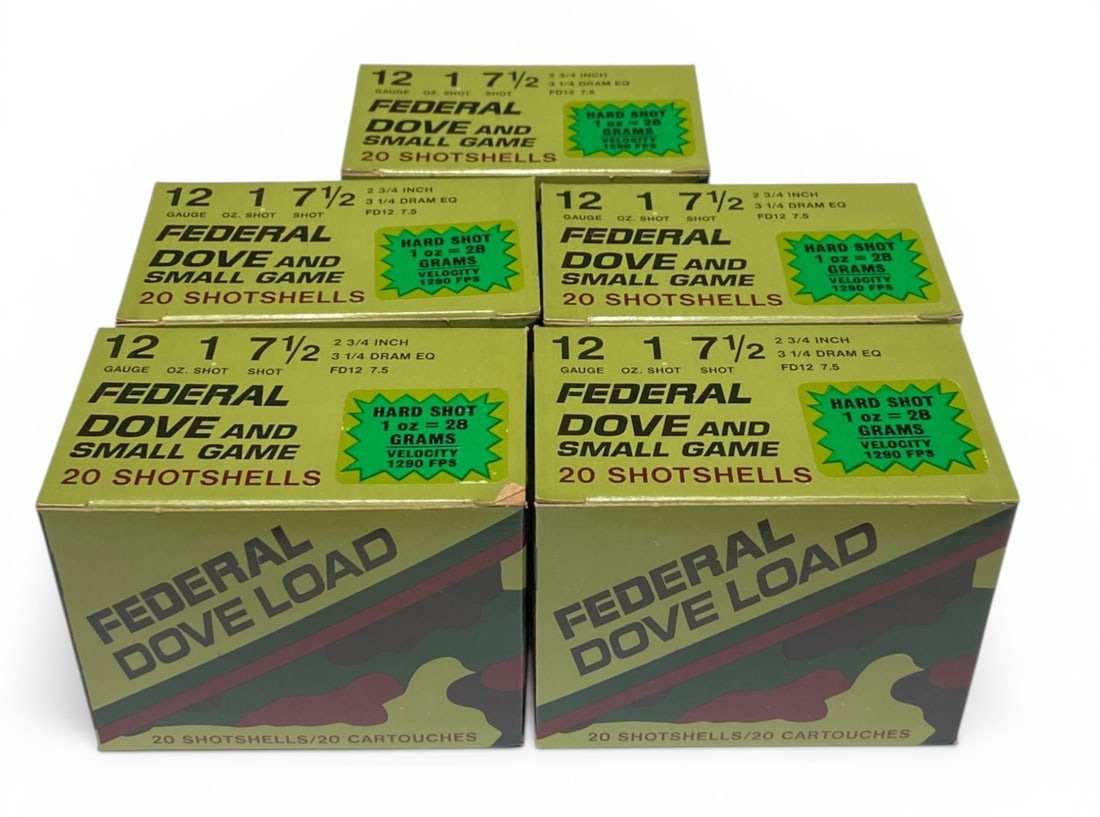 12 1 7 1/2 2 3/4 INCH
GAUGE OZ. SHOT SHOT 3 1/4 DRAM EQ
FD12 7.5
FEDERAL
DOVE AND
SMALL GAME
20 SHOTSHELLS
HARD SHOT
1 oz = 28
GRAMS
VELOCITY
1290 FPS
12 1 7 1/2 2 3/4 INCH
3 1/4 DRAM EQ
GAUGE OZ. SHOT SHOT FD12 7.5
FEDERAL
DOVE AND
SMALL GAME
20 SHOTSHELLS
HARD SHOT
1 oz = 28
GRAMS
VELOCITY
1290 FPS
12 1 7 1/2 2 3/4 INCH
3 1/4 DRAM EQ
GAUGE OZ. SHOT SHOT FD12 7.5
FEDERAL
DOVE AND
SMALL GAME
20 SHOTSHELLS
HARD SHOT
1 oz = 28
GRAMS
VELOCITY
1290 FPS
12 1 7 1/2 2 3/4 INCH
3 1/4 DRAM EQ
GAUGE OZ. SHOT SHOT FD12 7.5
FEDERAL
DOVE AND
SMALL GAME
20 SHOTSHELLS
HARD SHOT
1 oz = 28
GRAMS
VELOCITY
1290 FPS
FEDERAL
DOVE LOAD
20 SHOTSHELLS/20 CARTOUCHES
12 1 7 1/2 2 3/4 INCH
3 1/4 DRAM EQ
GAUGE OZ. SHOT SHOT FD12 7.5
FEDERAL
DOVE AND
SMALL GAME
20 SHOTSHELLS
HARD SHOT
1 oz = 28
GRAMS
VELOCITY
1290 FPS
FEDERAL
DOVE LOAD
20 SHOTSHELLS/20 CARTOUCHES